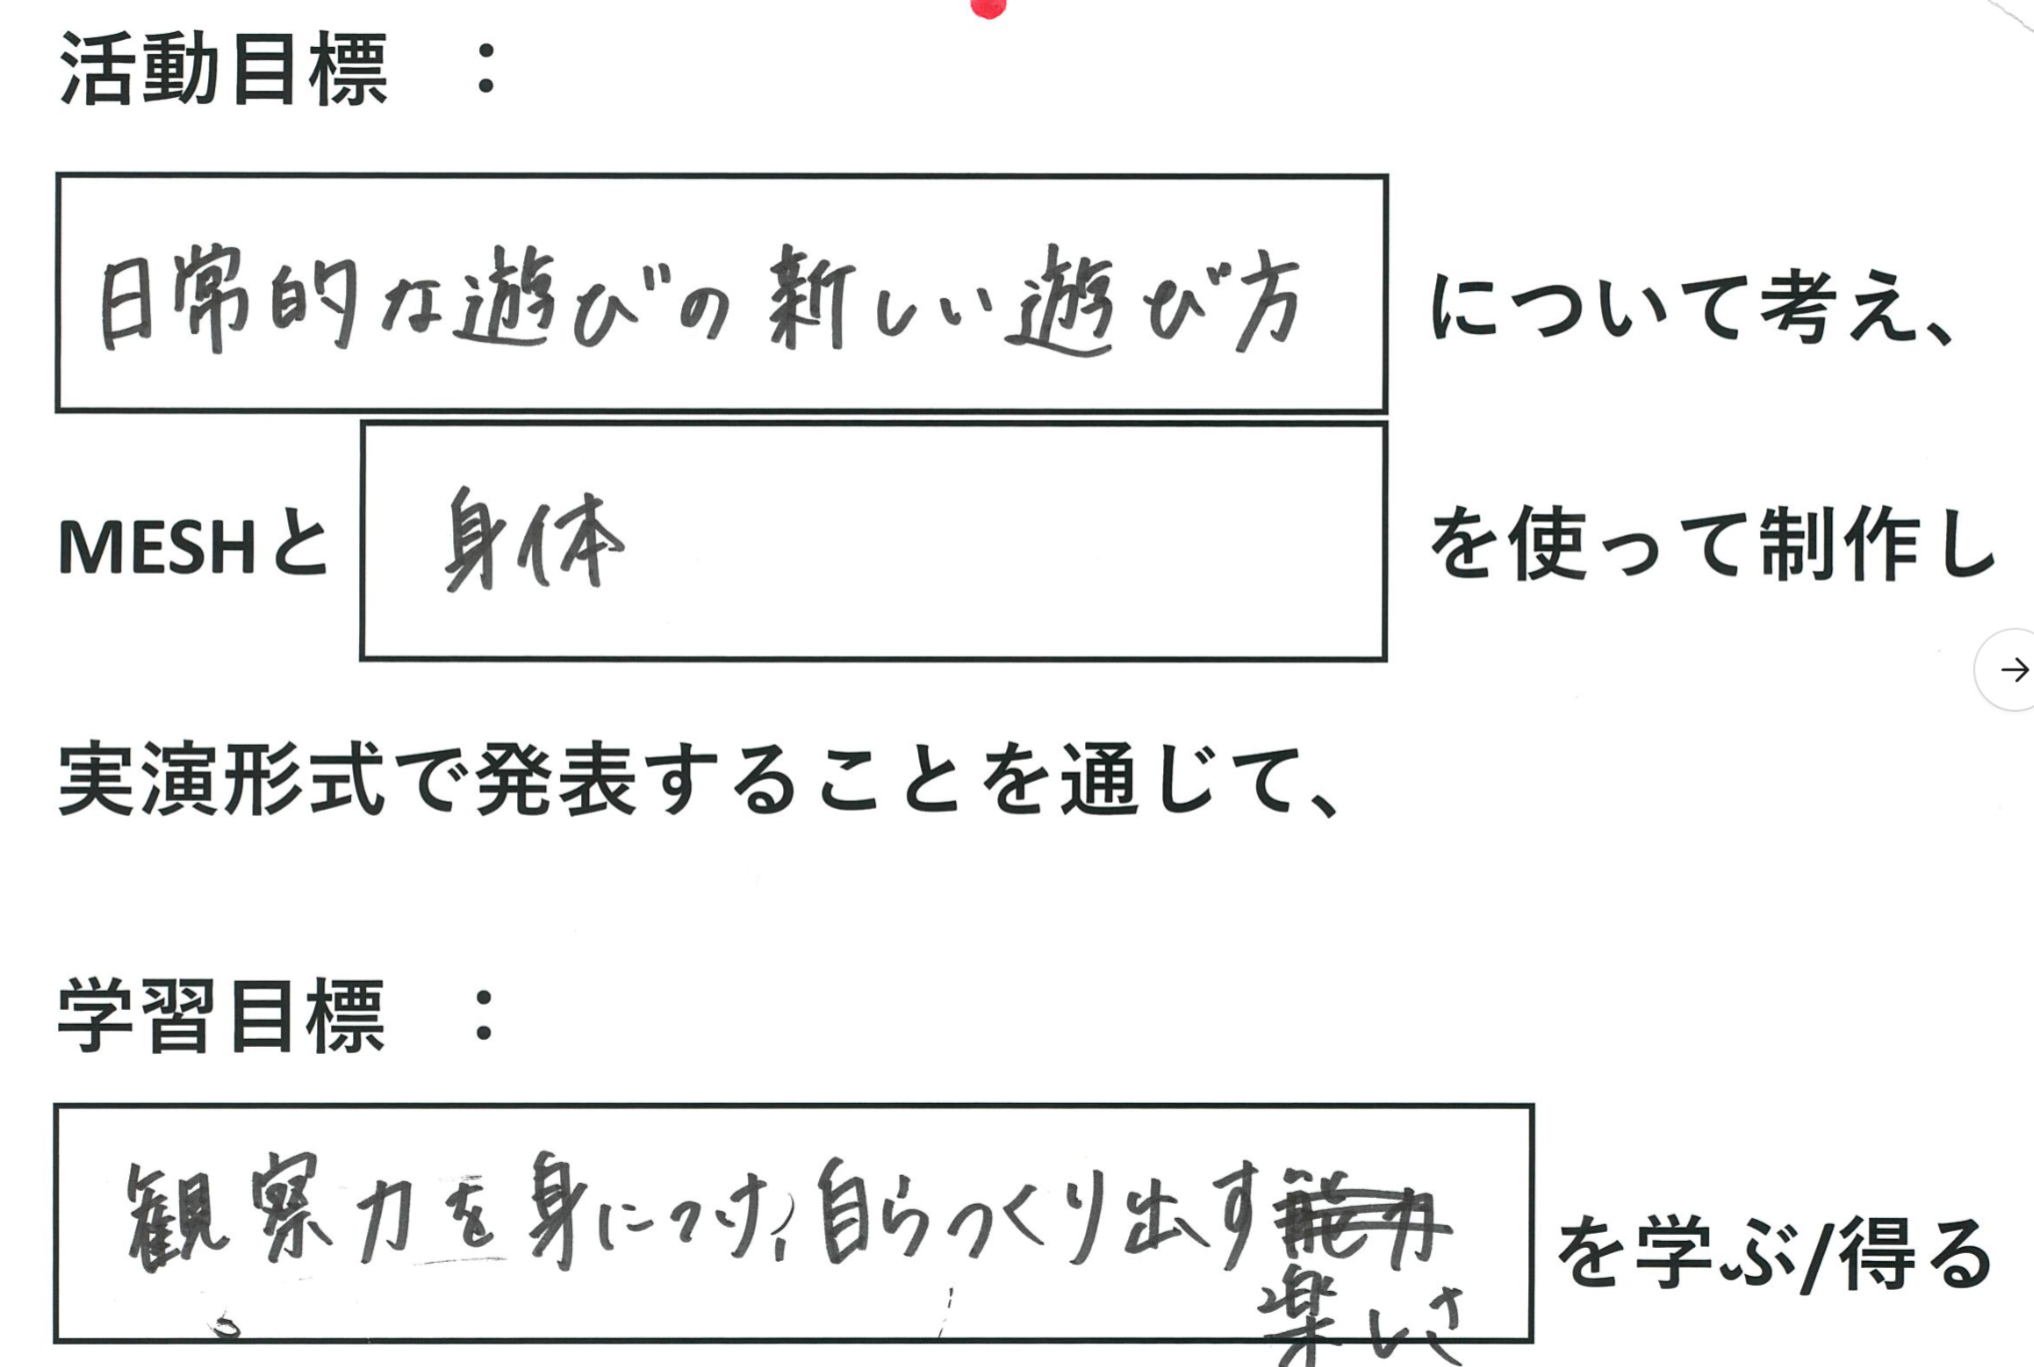 活動目標　：
日常的な遊びの新しい遊び方 について考え、
MESHと 身体 を使って制作し
実演形式で発表することを通じて、
学習目標　：
観察力を身につけ、自らつくり出す能力 を学ぶ/得る
楽しさ